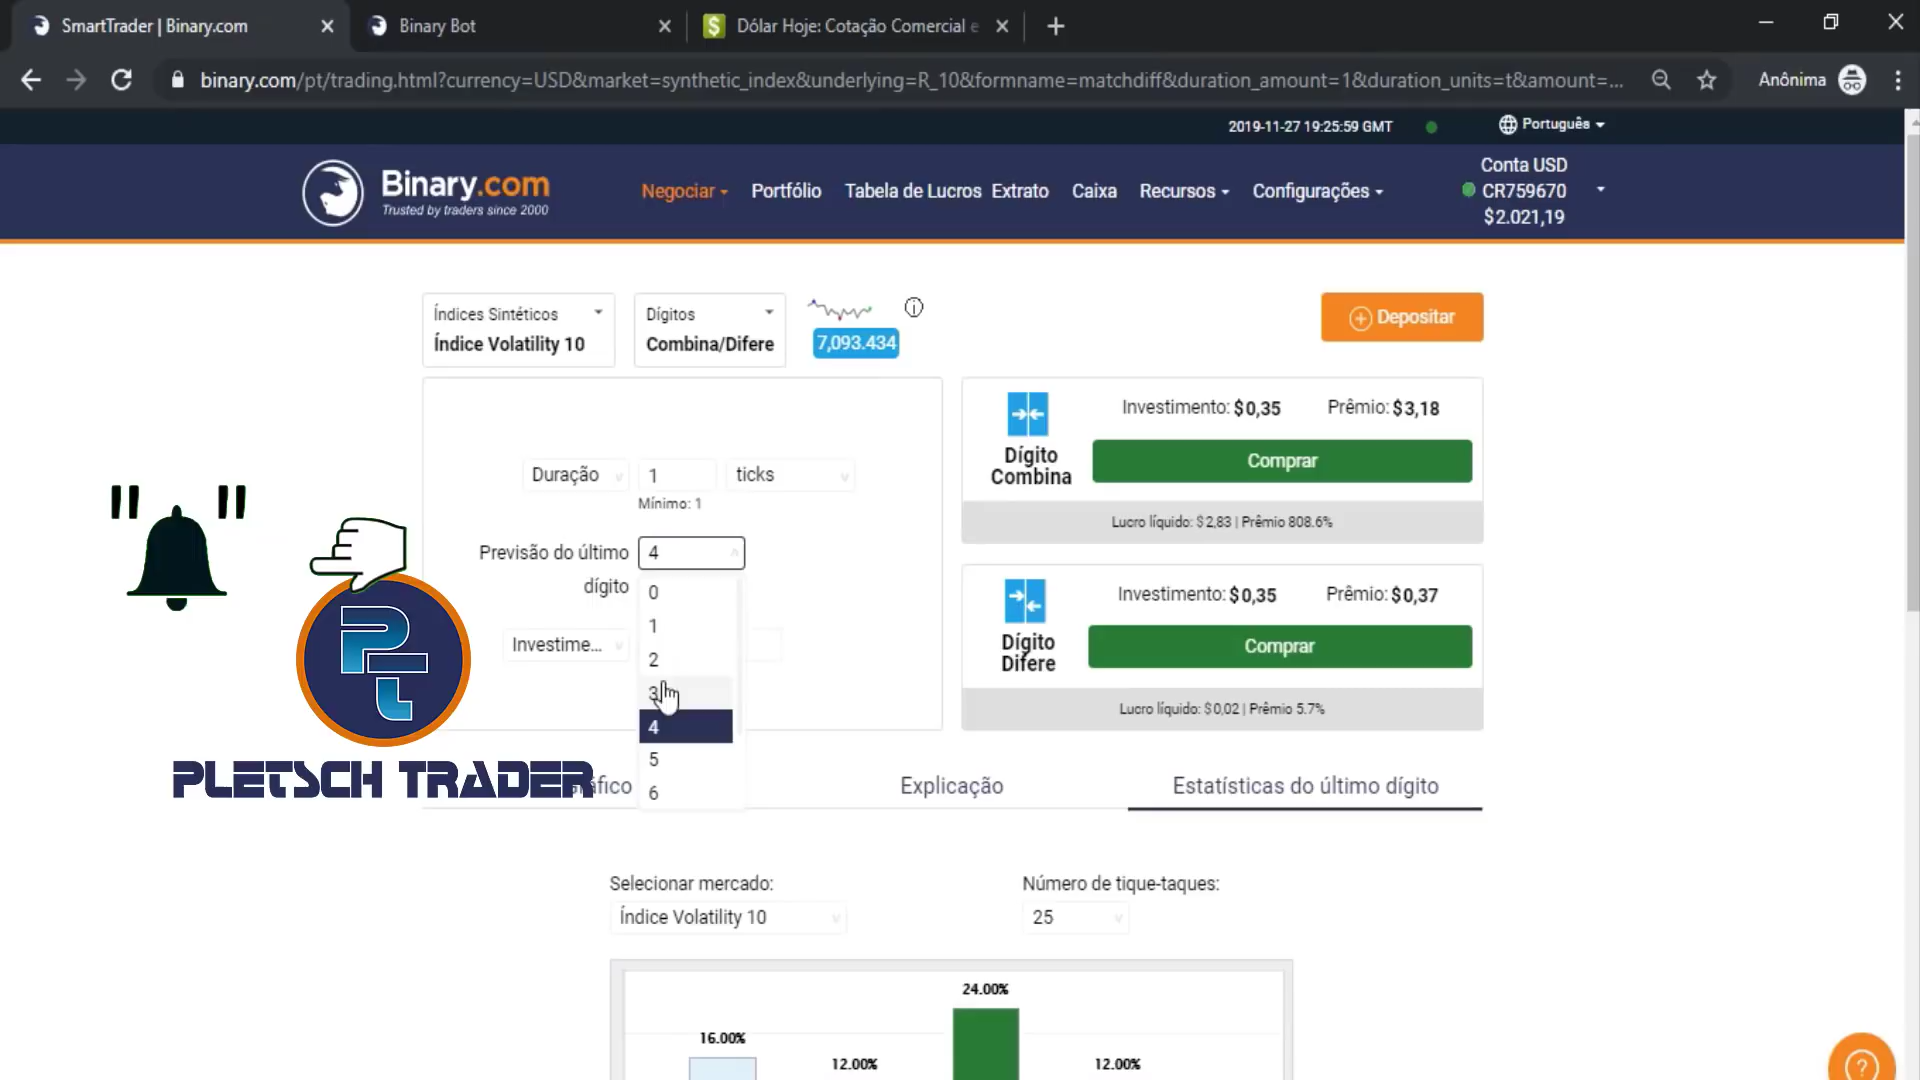 SmartTrader | Binary.com
Binary Bot
Dólar Hoje: Cotação Comercial e
binary.com/pt/trading.html?currency=USD&market=synthetic_index&underlying=R_10&formname=matchdiff&duration_amount=1&duration_units=t&amount=...
Anônima
2019-11-27 19:25:59 GMT
Português
Binary.com
Trusted by traders since 2000
Negociar
Portfólio
Tabela de Lucros
Extrato
Caixa
Recursos
Configurações
Conta USD
CR759670
$2.021,19
Índices Sintéticos
Índice Volatility 10
Dígitos
Combina/Difere
7,093.434
Depositar
Duração
1
ticks
Mínimo: 1
Previsão do último
dígito
4
0
1
2
3
4
5
6
Investime...
Dígito
Combina
Investimento: $0,35
Prêmio: $3,18
Comprar
Lucro líquido: $2,83 | Prêmio 808.6%
Dígito
Difere
Investimento: $0,35
Prêmio: $0,37
Comprar
Lucro líquido: $0,02 | Prêmio 5.7%
" "
PLETSCH TRADER
Explicação
Estatísticas do último dígito
Selecionar mercado:
Índice Volatility 10
Número de tique-taques:
25
16.00%
12.00%
24.00%
12.00%